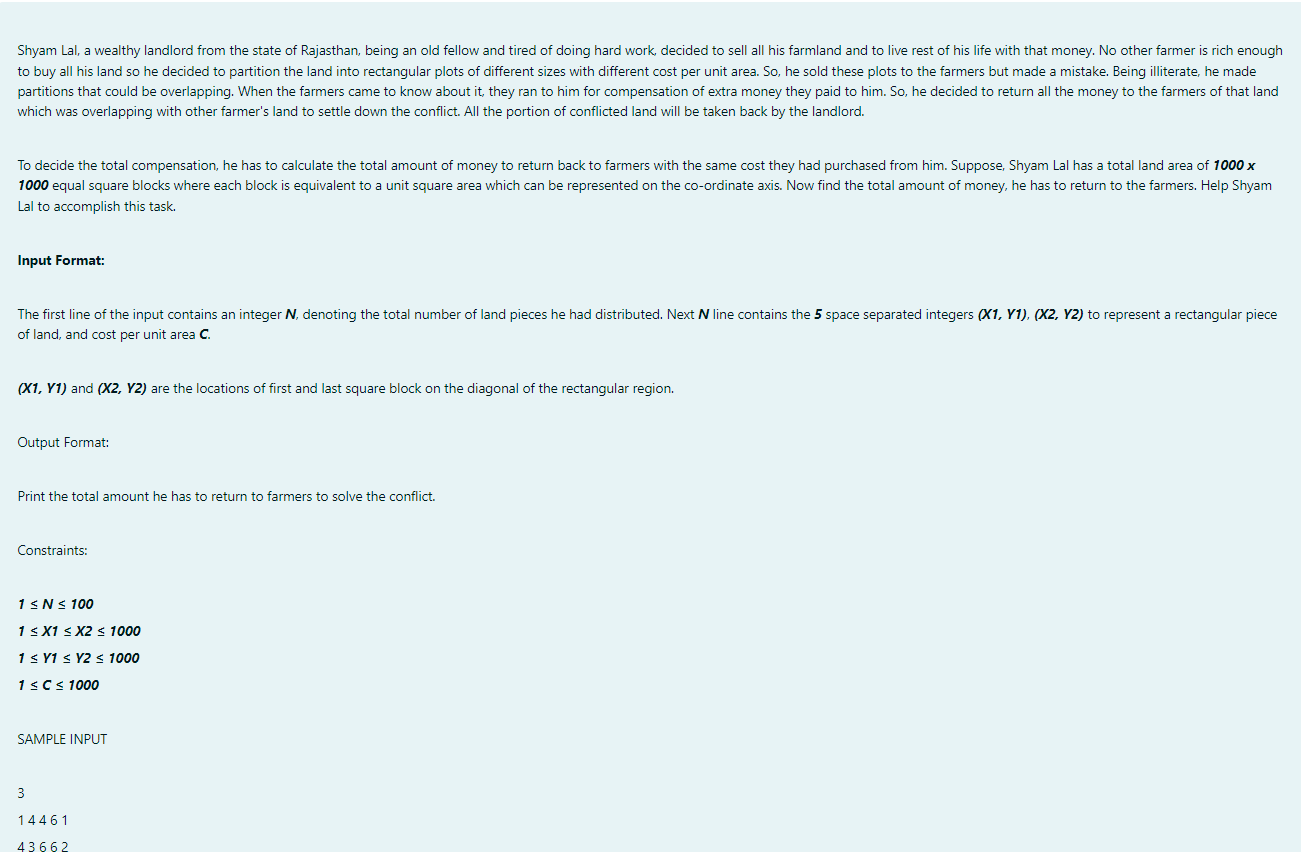 Shyam Lal, a wealthy landlord from the state of Rajasthan, being an old fellow and tired of doing hard work, decided to sell all his farmland and to live rest of his life with that money. No other farmer is rich enough
to buy all his land so he decided to partition the land into rectangular plots of different sizes with different cost per unit area. So, he sold these plots to the farmers but made a mistake. Being illiterate, he made
partitions that could be overlapping. When the farmers came to know about it, they ran to him for compensation of extra money they paid to him. So, he decided to return all the money to the farmers of that land
which was overlapping with other farmer's land to settle down the conflict. All the portion of conflicted land will be taken back by the landlord.
To decide the total compensation, he has to calculate the total amount of money to return back to farmers with the same cost they had purchased from him. Suppose, Shyam Lal has a total land area of 1000 x
1000 equal square blocks where each block is equivalent to a unit square area which can be represented on the co-ordinate axis. Now find the total amount of money, he has to return to the farmers. Help Shyam
Lal to accomplish this task.
Input Format:
The first line of the input contains an integer N, denoting the total number of land pieces he had distributed. Next N line contains the 5 space separated integers (X1, Y1), (X2, Y2) to represent a rectangular piece
of land, and cost per unit area C.
(X1, Y1) and (X2, Y2) are the locations of first and last square block on the diagonal of the rectangular region.
Output Format:
Print the total amount he has to return to farmers to solve the conflict.
Constraints:
1 ≤ N ≤ 100
1 ≤ X1 ≤ X2 ≤ 1000
1 ≤ Y1 ≤ Y2 ≤ 1000
1 ≤ C ≤ 1000
SAMPLE INPUT
3
1 4 4 6 1
4 3 6 6 2